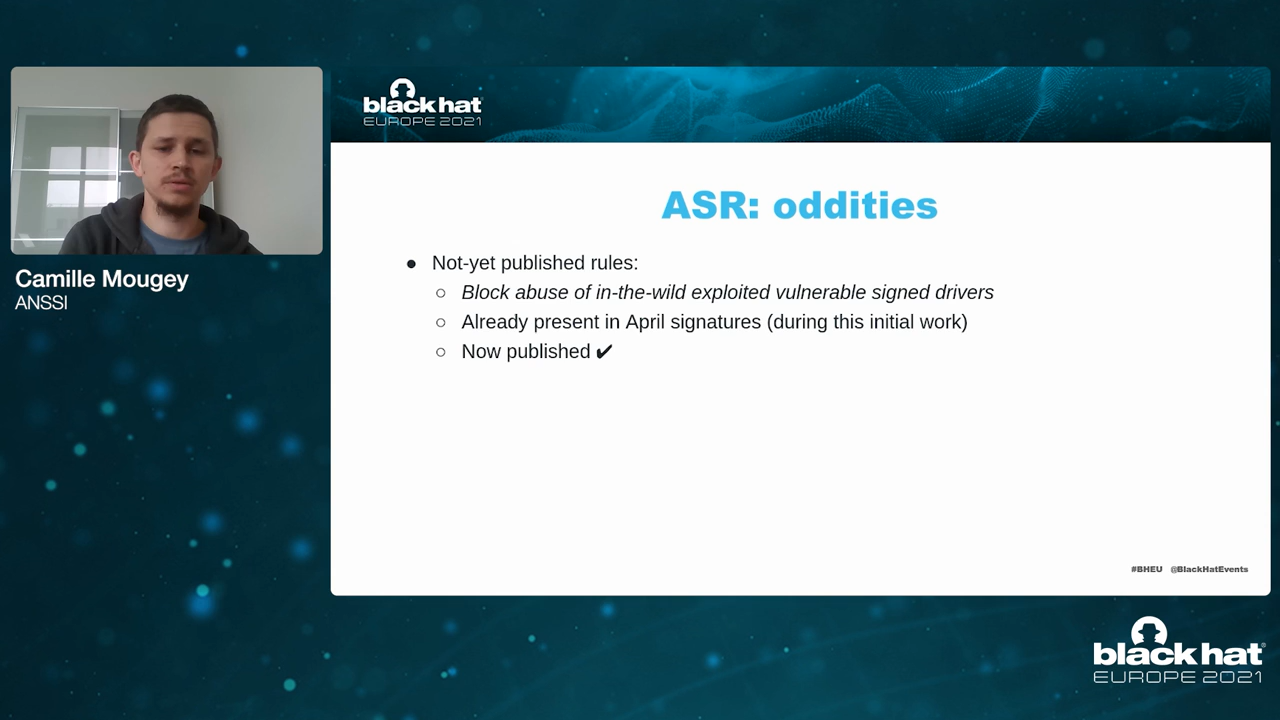 black hat
EUROPE 2021
Camille Mougey
ANSSI
ASR: oddities
● Not-yet published rules:
○ Block abuse of in-the-wild exploited vulnerable signed drivers
○ Already present in April signatures (during this initial work)
○ Now published ✔
#BHEU @BlackHatEvents
black hat®
EUROPE 2021